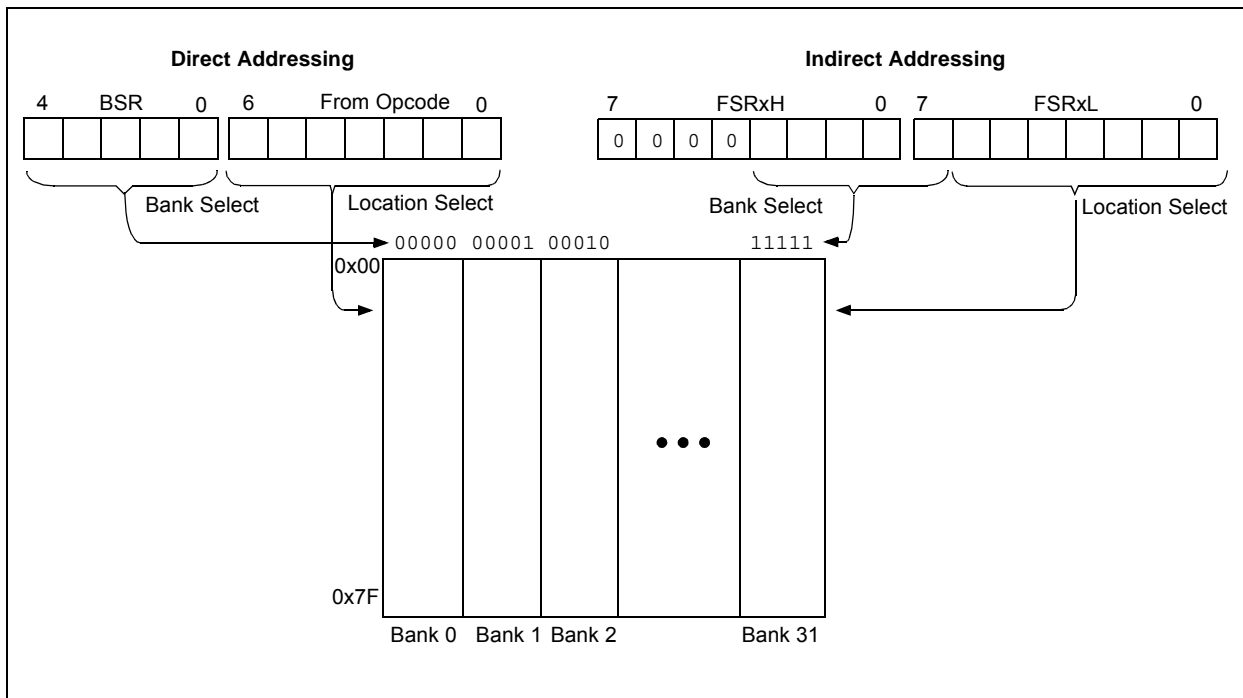 Direct Addressing
Indirect Addressing
4 BSR 0 6 From Opcode 0
7 FSRxH 0 7 FSRxL 0
0 0 0 0
Bank Select
Location Select
Bank Select
Location Select
00000 00001 00010 11111
0x00
0x7F
Bank 0 Bank 1 Bank 2 Bank 31